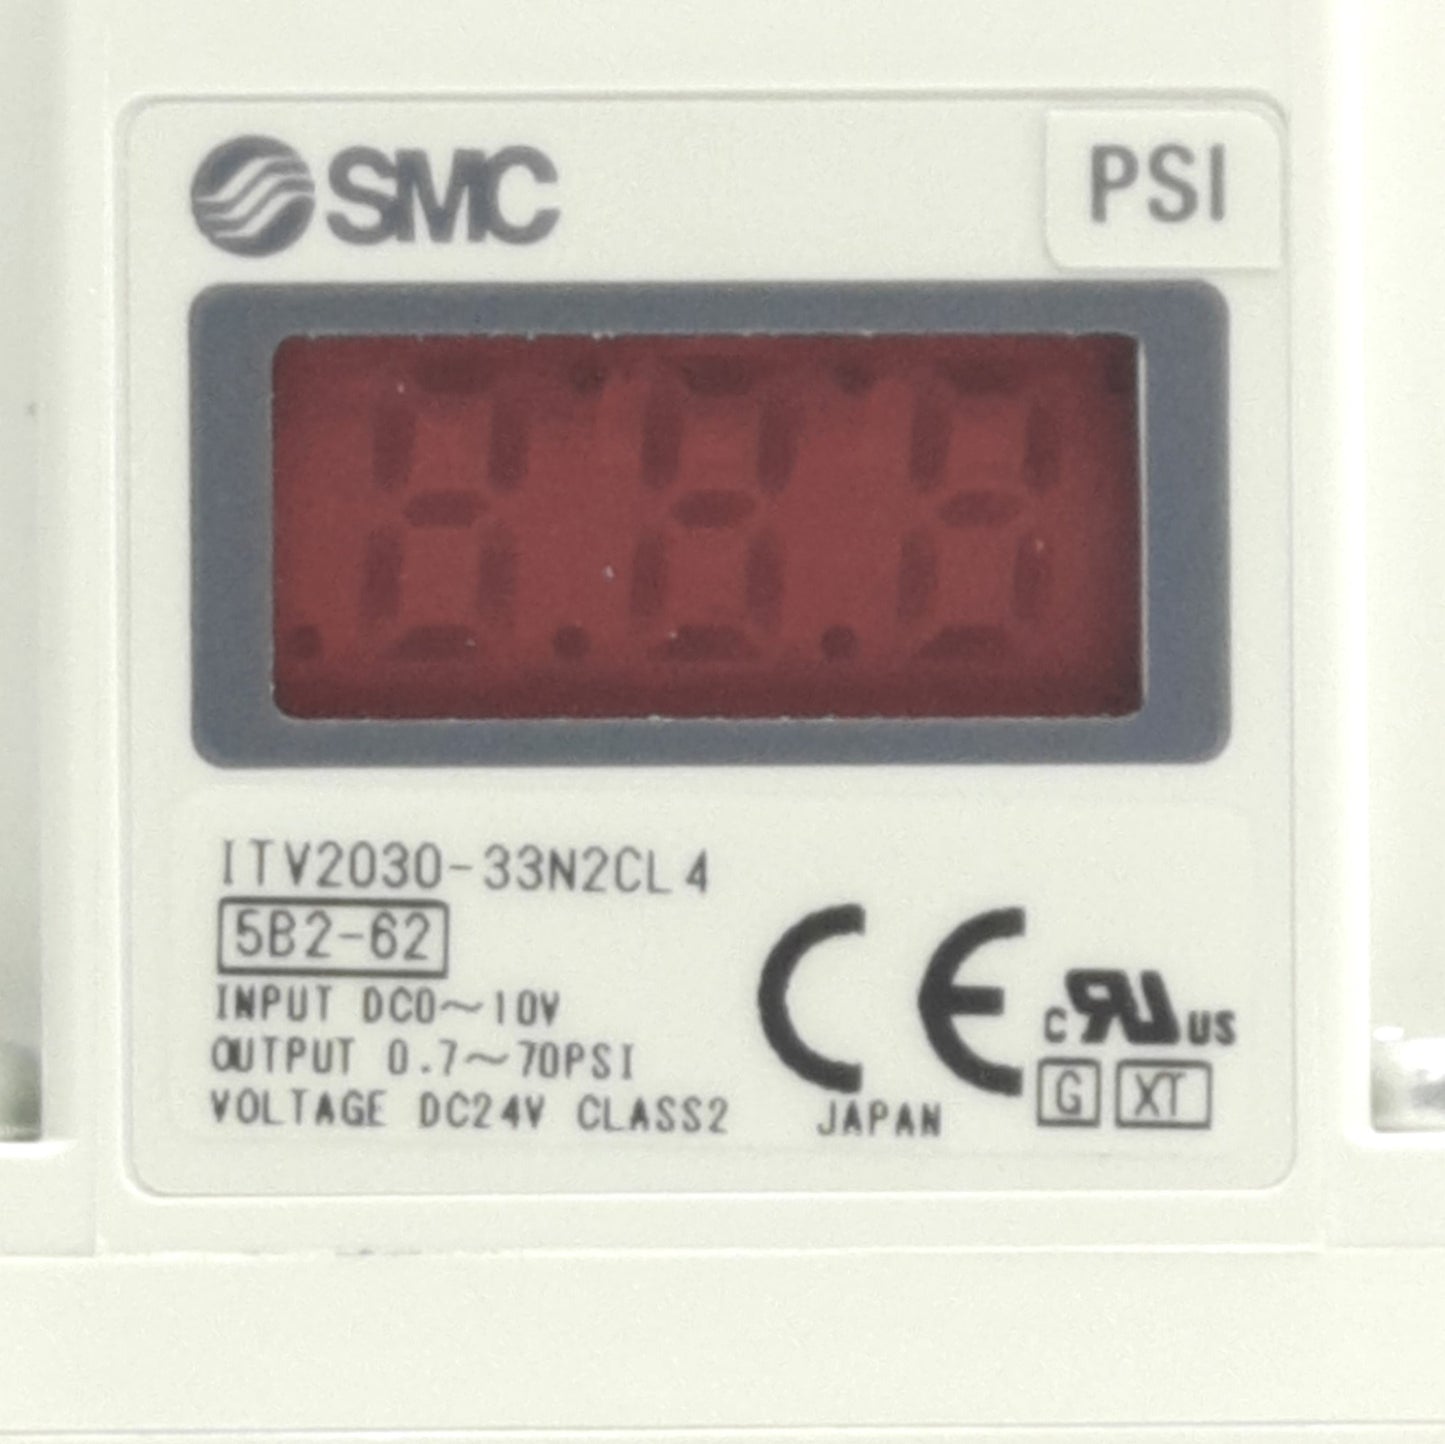 SMC
PSI
ITV2030-33N2CL4
5B2-62
INPUT DC0~10V
OUTPUT 0.7~70PSI
VOLTAGE DC24V CLASS2
CE
JAPAN
c RU US
G XT